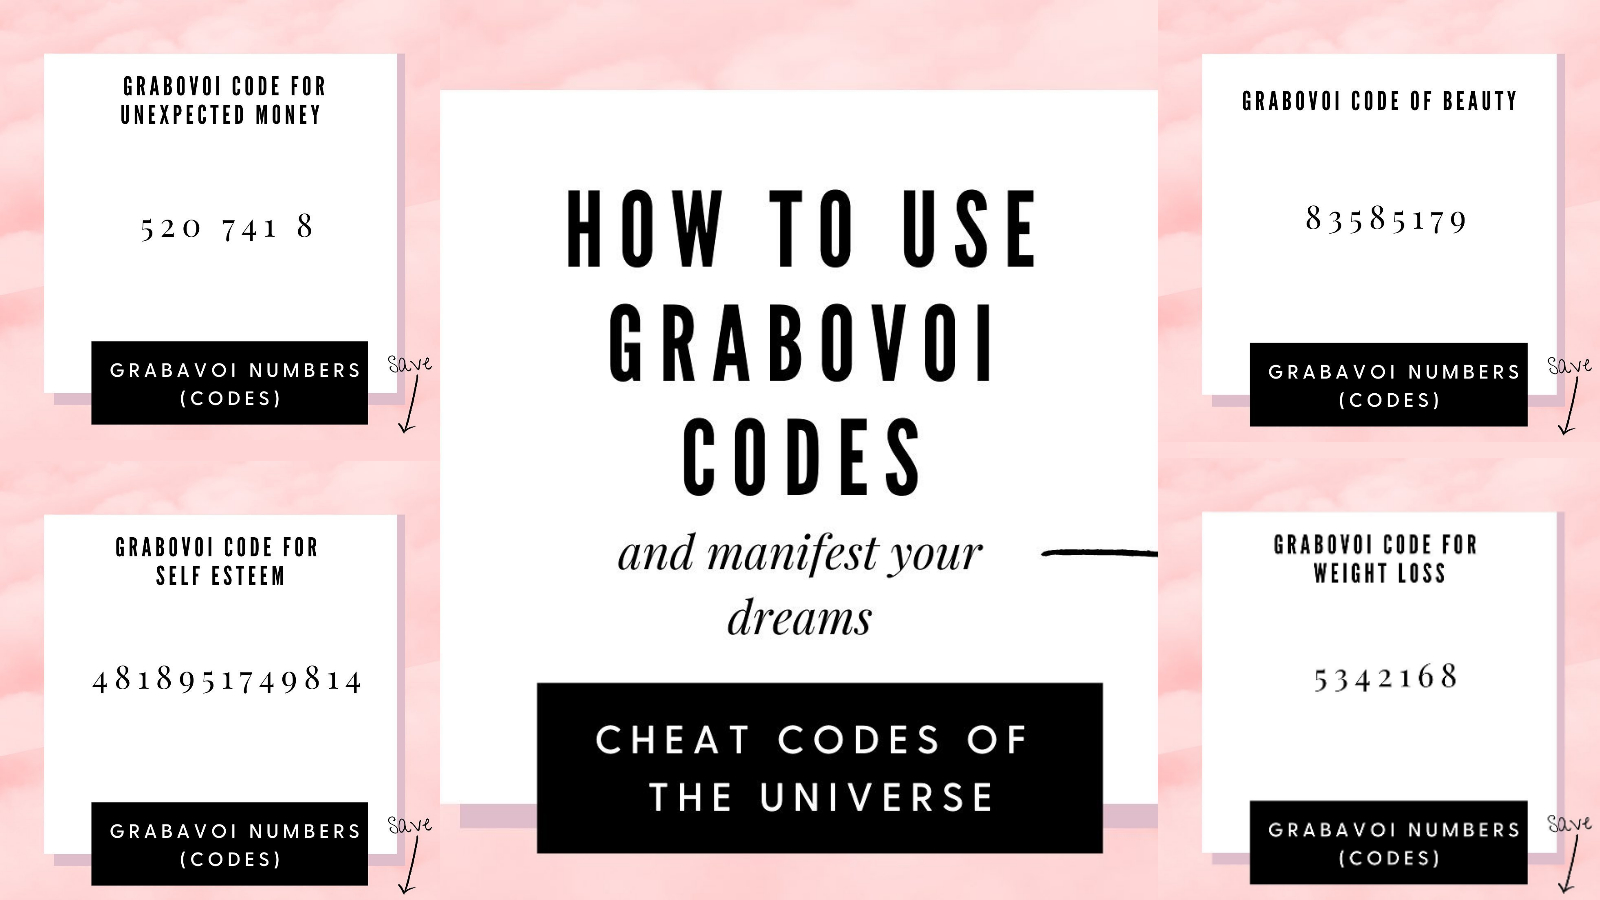 GRABOVOI CODE FOR
UNEXPECTED MONEY
520 741 8
GRABAVOI NUMBERS
(CODES)
Save
GRABOVOI CODE FOR
SELF ESTEEM
4818951749814
GRABAVOI NUMBERS
(CODES)
Save
HOW TO USE
GRABOVOI
CODES
and manifest your
dreams
CHEAT CODES OF
THE UNIVERSE
GRABOVOI CODE OF BEAUTY
83585179
GRABAVOI NUMBERS
(CODES)
Save
GRABOVOI CODE FOR
WEIGHT LOSS
5342168
GRABAVOI NUMBERS
(CODES)
Save